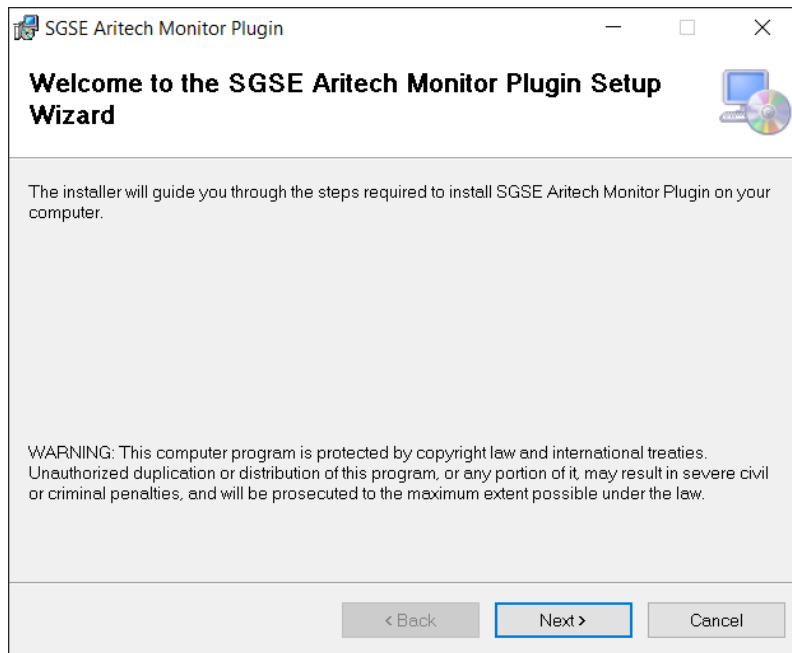 SGSE Aritech Monitor Plugin
Welcome to the SGSE Aritech Monitor Plugin Setup
Wizard
The installer will guide you through the steps required to install SGSE Aritech Monitor Plugin on your
computer.
WARNING: This computer program is protected by copyright law and international treaties.
Unauthorized duplication or distribution of this program, or any portion of it, may result in severe civil
or criminal penalties, and will be prosecuted to the maximum extent possible under the law.
< Back
Next >
Cancel